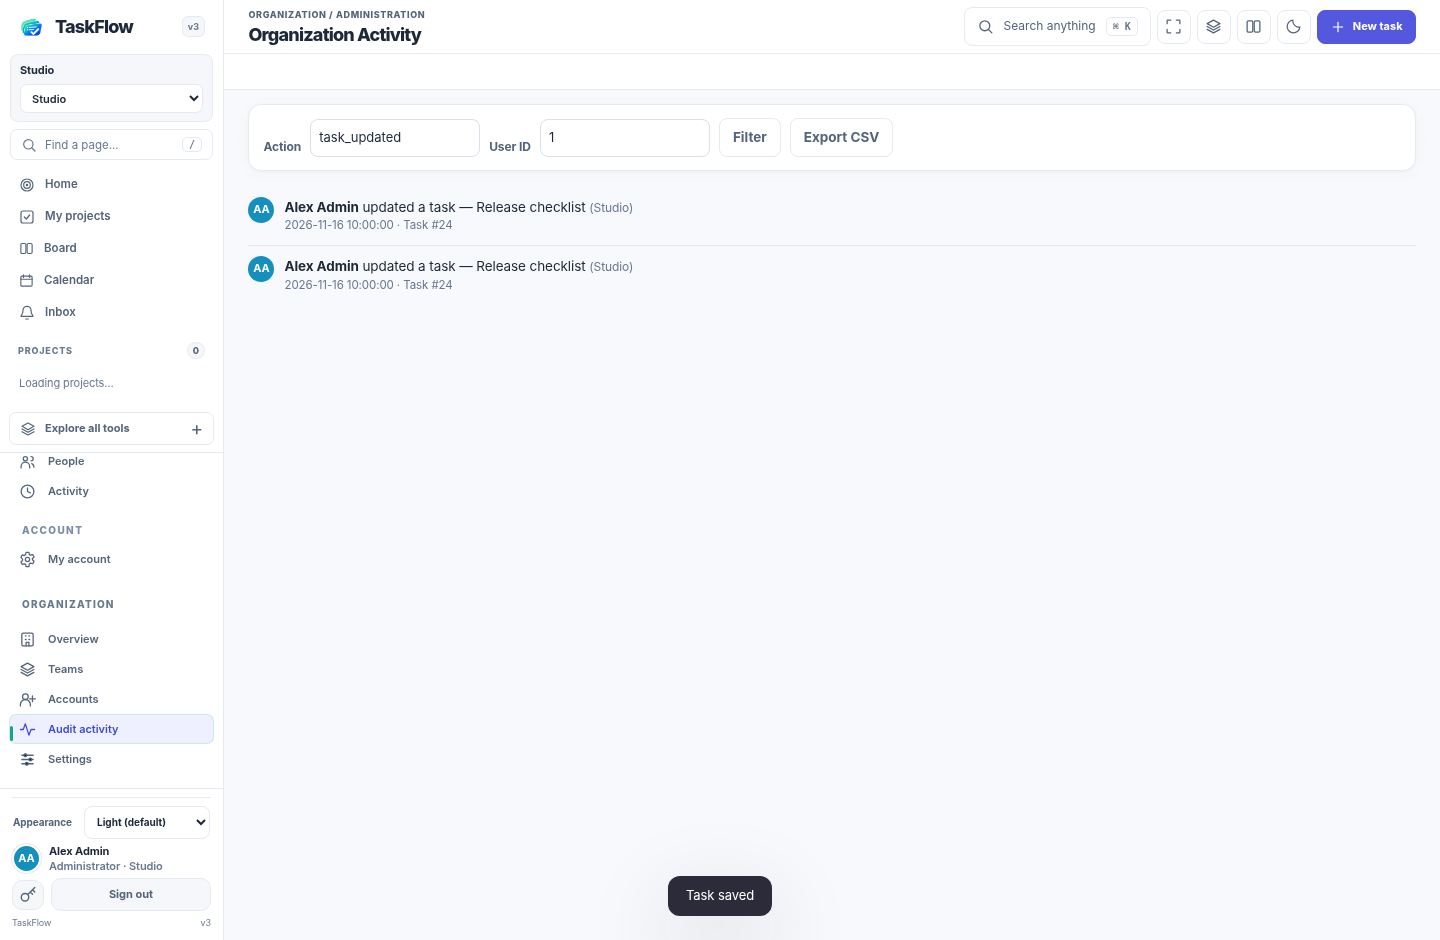 TaskFlow
v3
Studio
Studio
Find a page...
/
Home
My projects
Board
Calendar
Inbox
PROJECTS
0
Loading projects...
Explore all tools
+
People
Activity
ACCOUNT
My account
ORGANIZATION
Overview
Teams
Accounts
Audit activity
Settings
Appearance
Light (default)
AA
Alex Admin
Administrator · Studio
Sign out
TaskFlow
v3
ORGANIZATION / ADMINISTRATION
Organization Activity
Search anything
⌘ K
New task
Action
task_updated
User ID
1
Filter
Export CSV
AA
Alex Admin updated a task — Release checklist (Studio)
2026-11-16 10:00:00 · Task #24
AA
Alex Admin updated a task — Release checklist (Studio)
2026-11-16 10:00:00 · Task #24
Task saved